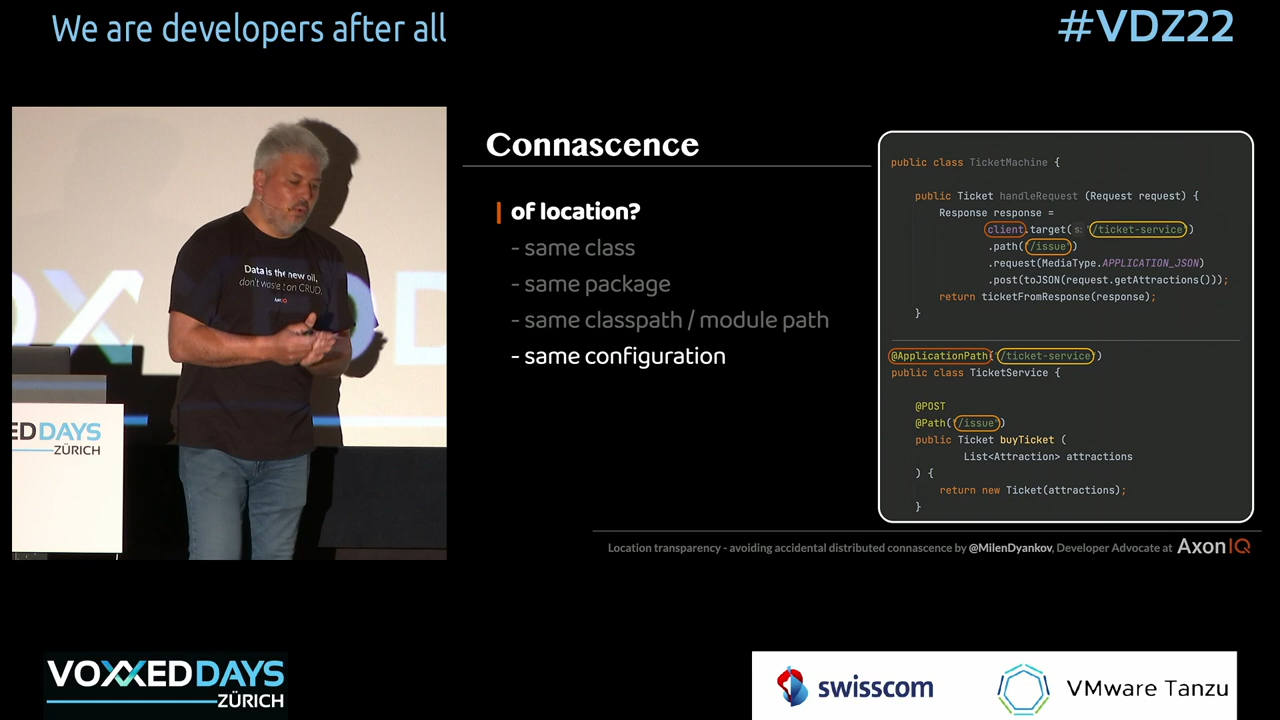 We are developers after all
#VDZ22
Data is the new oil,
don't waste it on CRUD.
AxonIQ
ED DAYS
ZÜRICH
Connascence
of location?
- same class
- same package
- same classpath / module path
- same configuration
public class TicketMachine {
public Ticket handleRequest (Request request) {
Response response =
client.target( s: "/ticket-service")
.path("/issue")
.request(MediaType.APPLICATION_JSON)
.post(toJSON(request.getAttractions()));
return ticketFromResponse(response);
}
@ApplicationPath("/ticket-service")
public class TicketService {
@POST
@Path("/issue")
public Ticket buyTicket (
List<Attraction> attractions
) {
return new Ticket(attractions);
}
Location transparency - avoiding accidental distributed connascence by @MilenDyankov, Developer Advocate at AxonIQ
VOXXED DAYS
ZÜRICH
swisscom
VMware Tanzu